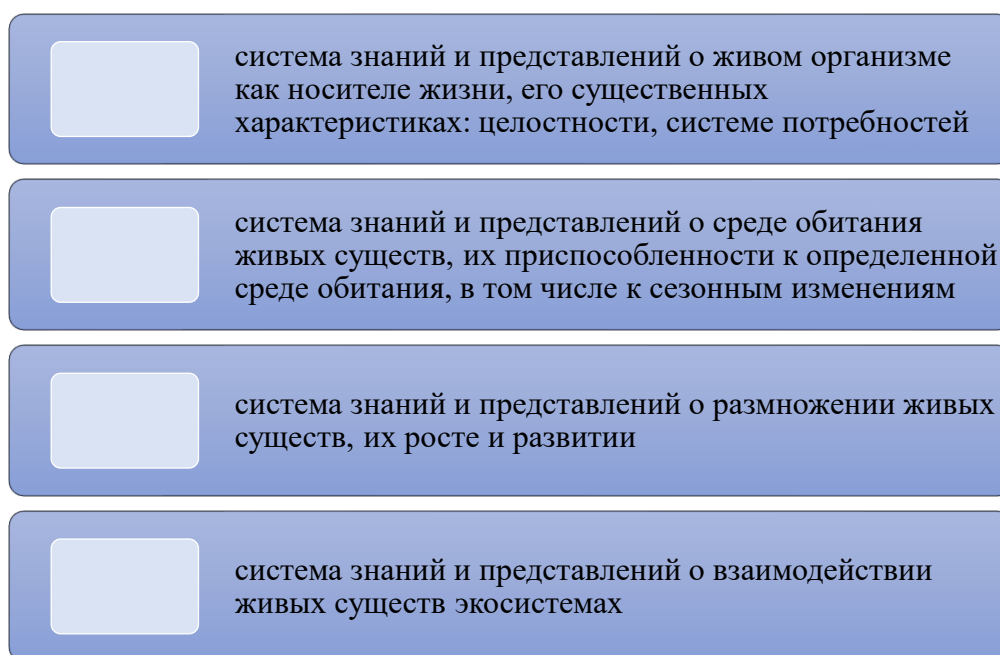 система знаний и представлений о живом организме
как носителе жизни, его существенных
характеристиках: целостности, системе потребностей
система знаний и представлений о среде обитания
живых существ, их приспособленности к определенной
среде обитания, в том числе к сезонным изменениям
система знаний и представлений о размножении живых
существ, их росте и развитии
система знаний и представлений о взаимодействии
живых существ экосистемах